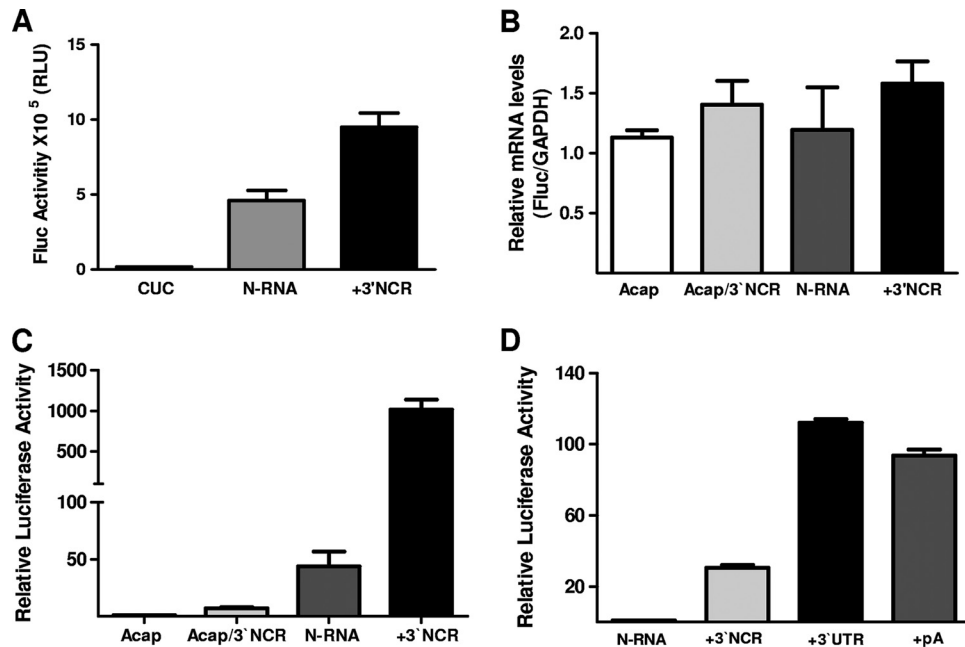 A
Fluc Activitiy X10 5 (RLU)
15
10
5
0
CUC
N-RNA
+3'NCR
B
Relative mRNA levels
(Fluc/GAPDH)
2.0
1.5
1.0
0.5
Acap
Acap/3`NCR
N-RNA
+3'NCR
C
Relative Luciferase Activity
1500
1000
500
100
50
Acap
Acap/3`NCR
N-RNA
+3`NCR
D
Relative Luciferase Activity
140
100
60
20
N-RNA
+3`NCR
+3`UTR
+pA